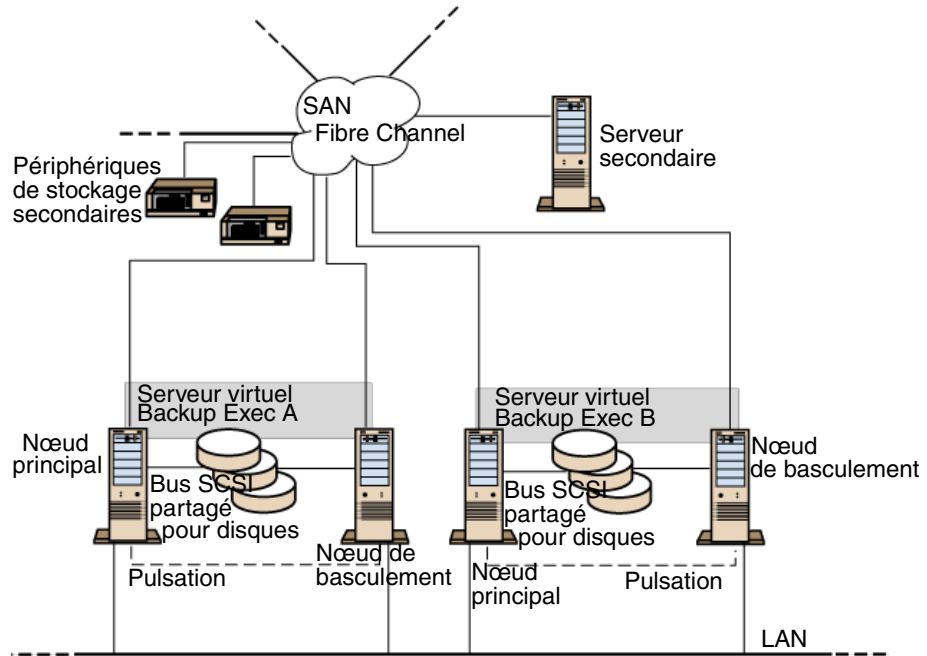 SAN
Fibre Channel
Serveur
secondaire
Périphériques
de stockage
secondaires
Serveur virtuel
Backup Exec A
Serveur virtuel
Backup Exec B
Nœud
principal
Nœud
de basculement
Bus SCSI
partagé
pour disques
Bus SCSI
partagé
pour disques
Nœud de
basculement
Pulsation
Nœud
principal
Pulsation
LAN